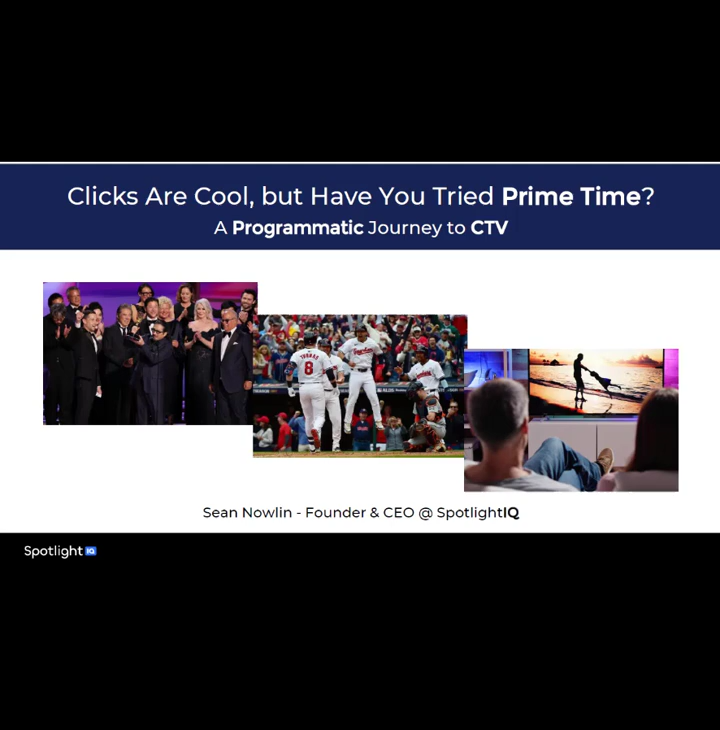 Clicks Are Cool, but Have You Tried Prime Time?
A Programmatic Journey to CTV
8
Sean Nowlin - Founder & CEO @ SpotlightIQ
Spotlight IQ